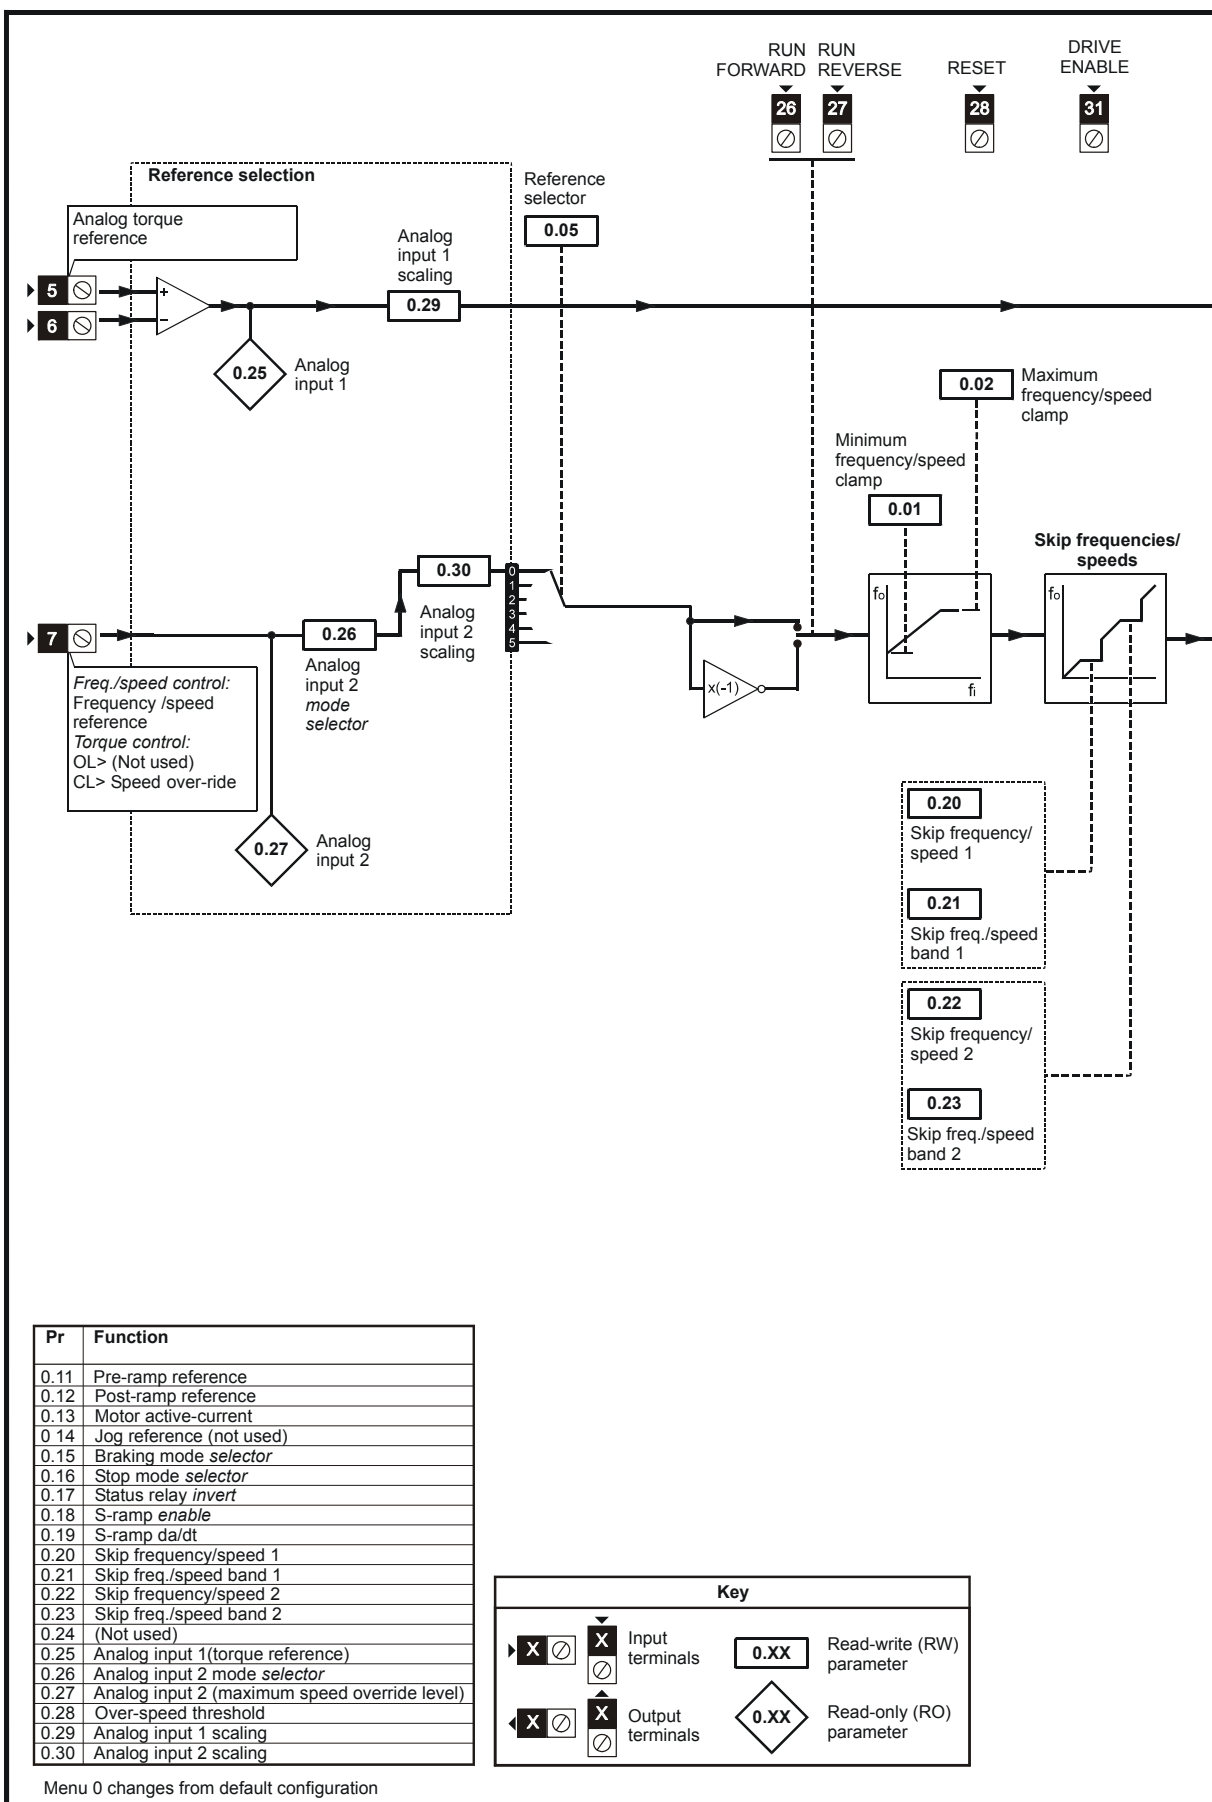 RUN FORWARD
RUN REVERSE
RESET
DRIVE ENABLE
26
27
28
31
Reference selection
Reference
selector
0.05
Analog torque
reference
Analog
input 1
scaling
5
+
0.29
6
−
0.25
Analog
input 1
0.02
Maximum
frequency/speed
clamp
Minimum
frequency/speed
clamp
0.01
Skip frequencies/
speeds
0.30
0
1
2
3
4
5
Analog
input 2
scaling
fo
fi
fo
7
0.26
Analog
input 2
mode
selector
x(-1)
Freq./speed control:
Frequency /speed
reference
Torque control:
OL> (Not used)
CL> Speed over-ride
0.27
Analog
input 2
0.20
Skip frequency/
speed 1
0.21
Skip freq./speed
band 1
0.22
Skip frequency/
speed 2
0.23
Skip freq./speed
band 2
Pr Function
0.11 Pre-ramp reference
0.12 Post-ramp reference
0.13 Motor active-current
0 14 Jog reference (not used)
0.15 Braking mode selector
0.16 Stop mode selector
0.17 Status relay invert
0.18 S-ramp enable
0.19 S-ramp da/dt
0.20 Skip frequency/speed 1
0.21 Skip freq./speed band 1
0.22 Skip frequency/speed 2
0.23 Skip freq./speed band 2
0.24 (Not used)
0.25 Analog input 1(torque reference)
0.26 Analog input 2 mode selector
0.27 Analog input 2 (maximum speed override level)
0.28 Over-speed threshold
0.29 Analog input 1 scaling
0.30 Analog input 2 scaling
Menu 0 changes from default configuration
Key
X
X
Input
terminals
0.XX
Read-write (RW)
parameter
X
X
Output
terminals
0.XX
Read-only (RO)
parameter